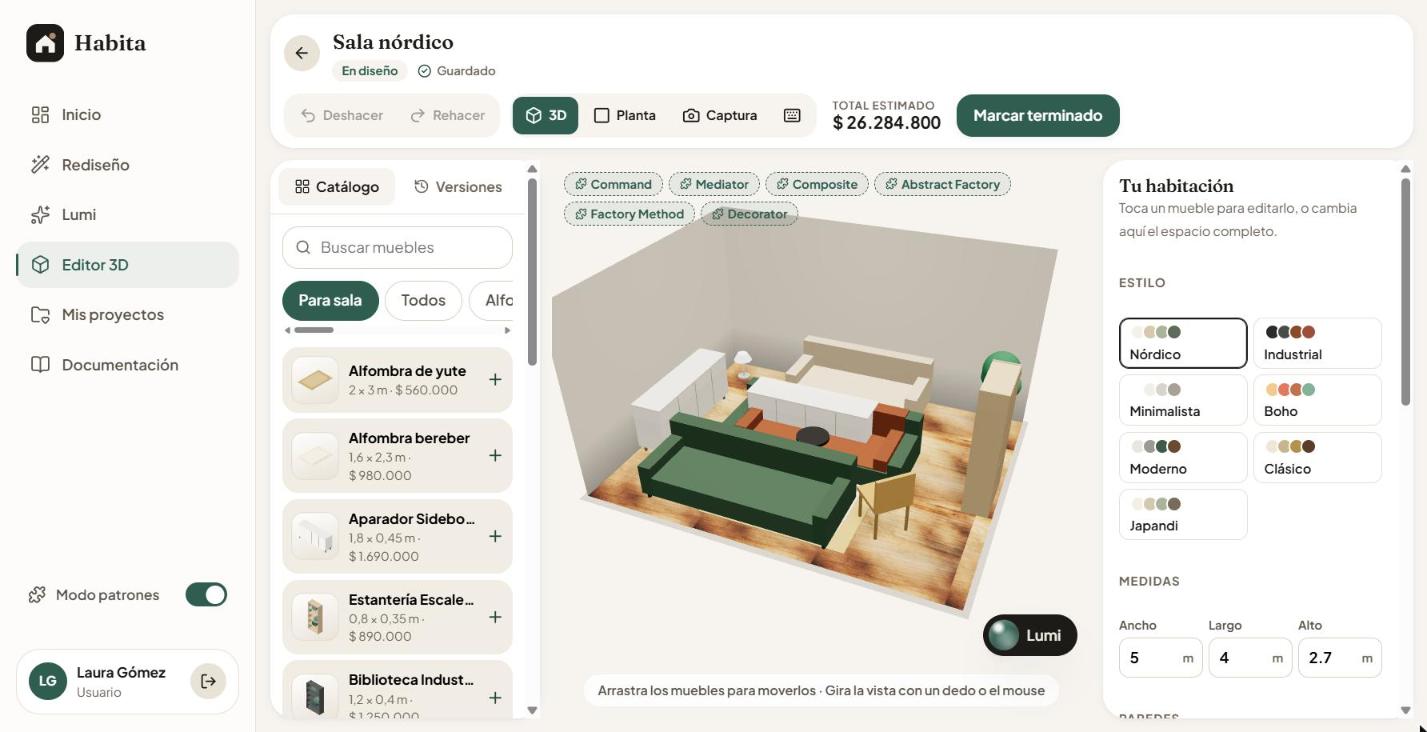 Habita
Inicio
Rediseño
Lumi
Editor 3D
Mis proyectos
Documentación
Modo patrones
LG
Laura Gómez
Usuario
Sala nórdico
En diseño
Guardado
Deshacer
Rehacer
3D
Planta
Captura
TOTAL ESTIMADO
$ 26.284.800
Marcar terminado
Catálogo
Versiones
Buscar muebles
Para sala
Todos
Alfo
Alfombra de yute
2 x 3 m · $ 560.000
Alfombra bereber
1,6 x 2,3 m ·
$ 980.000
Aparador Sidebo...
1,8 x 0,45 m ·
$ 1.690.000
Estantería Escale...
0,8 x 0,35 m ·
$ 890.000
Biblioteca Indust...
1,2 x 0,4 m ·
$ 1.250.000
Command
Mediator
Composite
Abstract Factory
Factory Method
Decorator
Lumi
Arrastra los muebles para moverlos · Gira la vista con un dedo o el mouse
Tu habitación
Toca un mueble para editarlo, o cambia
aquí el espacio completo.
ESTILO
Nórdico
Industrial
Minimalista
Boho
Moderno
Clásico
Japandi
MEDIDAS
Ancho
Largo
Alto
5 m
4 m
2.7 m
PAREDES